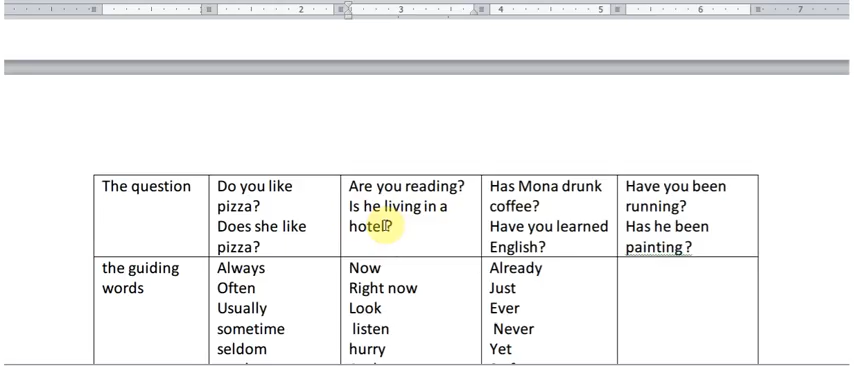 2 3 4 5 6 7
The question
Do you like
pizza?
Does she like
pizza?
Are you reading?
Is he living in a
hotel?
Has Mona drunk
coffee?
Have you learned
English?
Have you been
running?
Has he been
painting?
the guiding
words
Always
Often
Usually
sometime
seldom
Now
Right now
Look
listen
hurry
Already
Just
Ever
Never
Yet